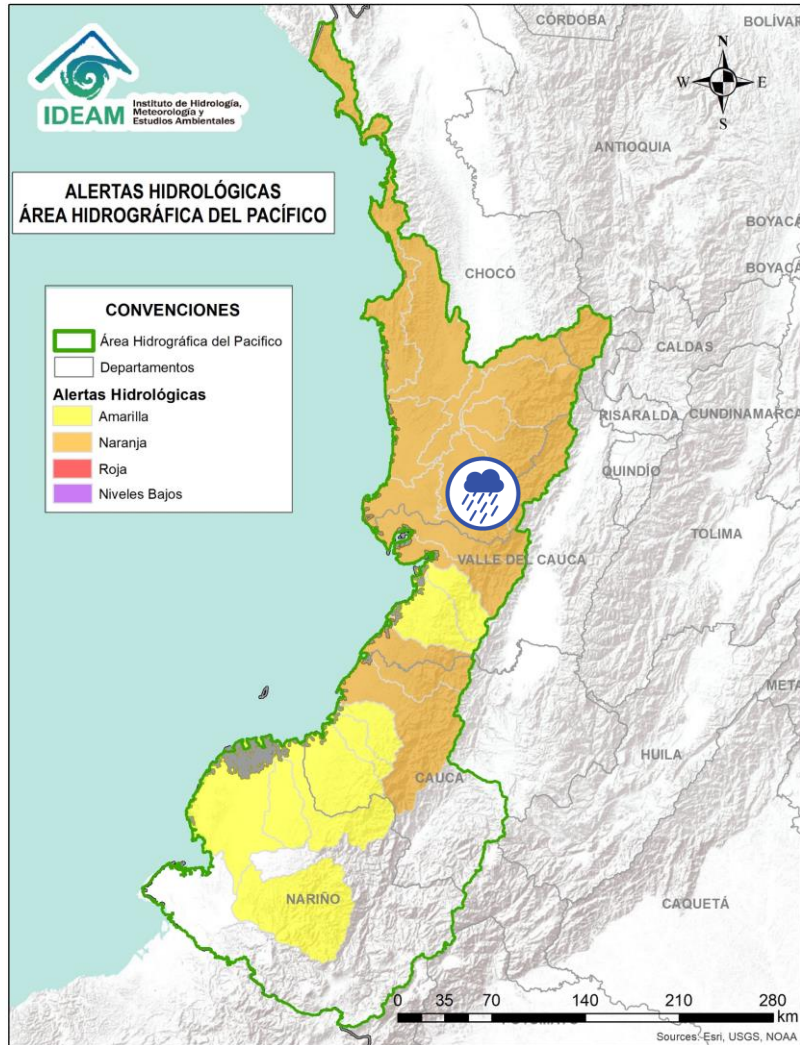 IDEAM
Instituto de Hidrología,
Meteorología y
Estudios Ambientales
ALERTAS HIDROLÓGICAS
ÁREA HIDROGRÁFICA DEL PACÍFICO
CONVENCIONES
Área Hidrográfica del Pacifico
Departamentos
Alertas Hidrológicas
Amarilla
Naranja
Roja
Niveles Bajos
N
W E
S
CÓRDOBA
BOLÍVAR
ANTIOQUIA
BOYACÁ
BOYACÁ
CHOCÓ
CALDAS
RISARALDA
CUNDINAMARCA
QUINDÍO
TOLIMA
VALLE DEL CAUCA
META
HUILA
CAUCA
NARIÑO
CAQUETÁ
0 35 70 140 210 280
km
Sources: Esri, USGS, NOAA